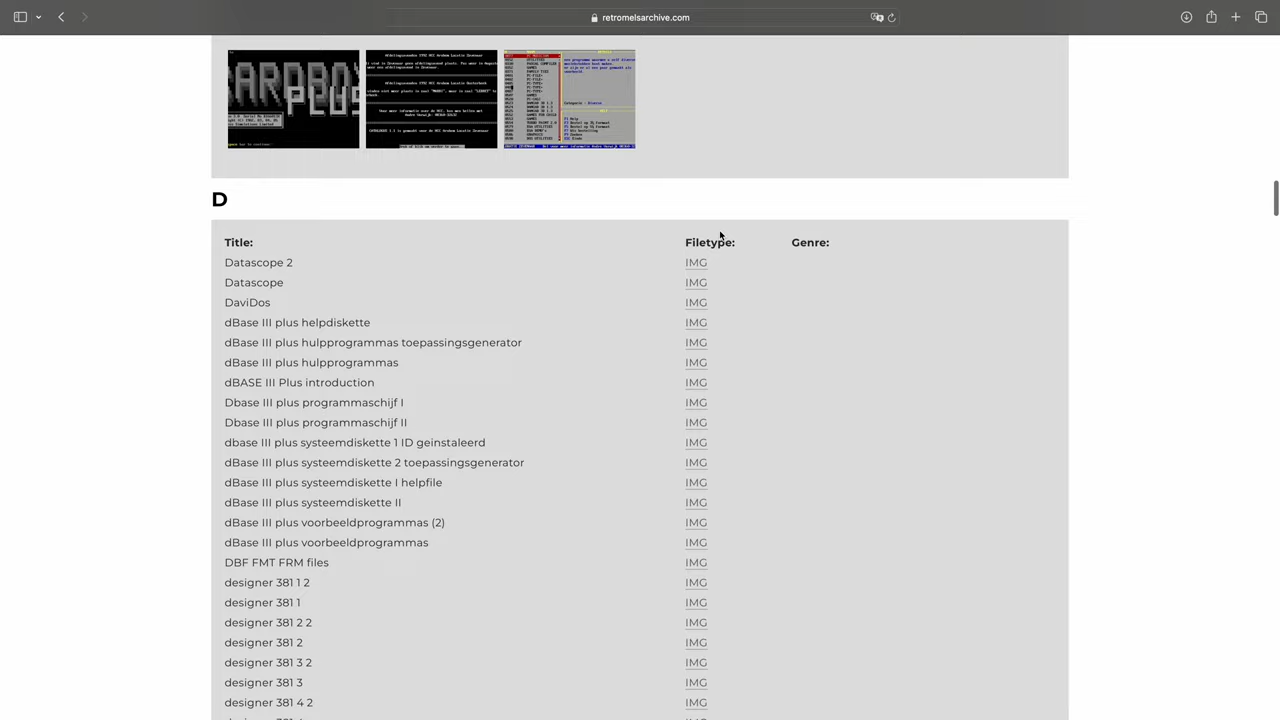 retromelsarchive.com
D
Title: Filetype: Genre:
Datascope 2 IMG
Datascope IMG
DaviDos IMG
dBase III plus helpdiskette IMG
dBase III plus hulpprogrammas toepassingsgenerator IMG
dBase III plus hulpprogrammas IMG
dBASE III Plus introduction IMG
Dbase III plus programmaschijf I IMG
Dbase III plus programmaschijf II IMG
dbase III plus systeemdiskette 1 ID geinstaleerd IMG
dBase III plus systeemdiskette 2 toepassingsgenerator IMG
dBase III plus systeemdiskette I helpfile IMG
dBase III plus systeemdiskette II IMG
dBase III plus voorbeeldprogrammas (2) IMG
dBase III plus voorbeeldprogrammas IMG
DBF FMT FRM files IMG
designer 381 1 2 IMG
designer 381 1 IMG
designer 381 2 2 IMG
designer 381 2 IMG
designer 381 3 2 IMG
designer 381 3 IMG
designer 381 4 2 IMG